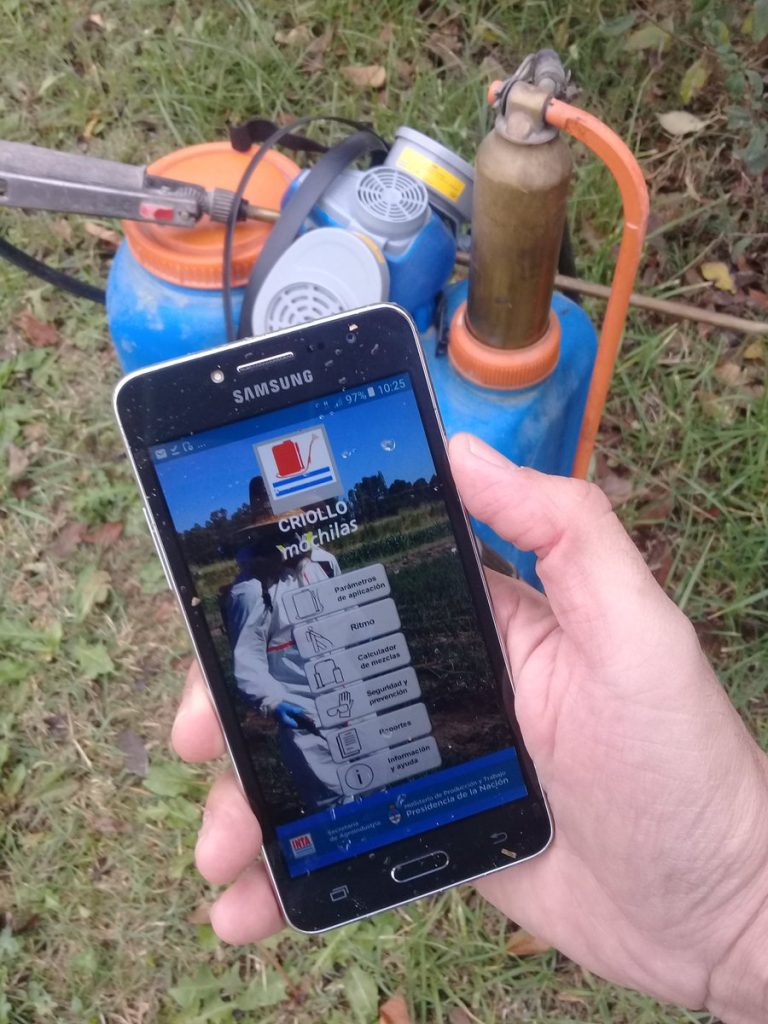 SAMSUNG
97% 10:25
CRIOLLO
mochilas
Parámetros
de aplicación
Ritmo
Calculador
de mezclas
Seguridad y
prevención
Reportes
Información
y ayuda
INTA
Secretaría
de Agroindustria
Ministerio de Producción y Trabajo
Presidencia de la Nación